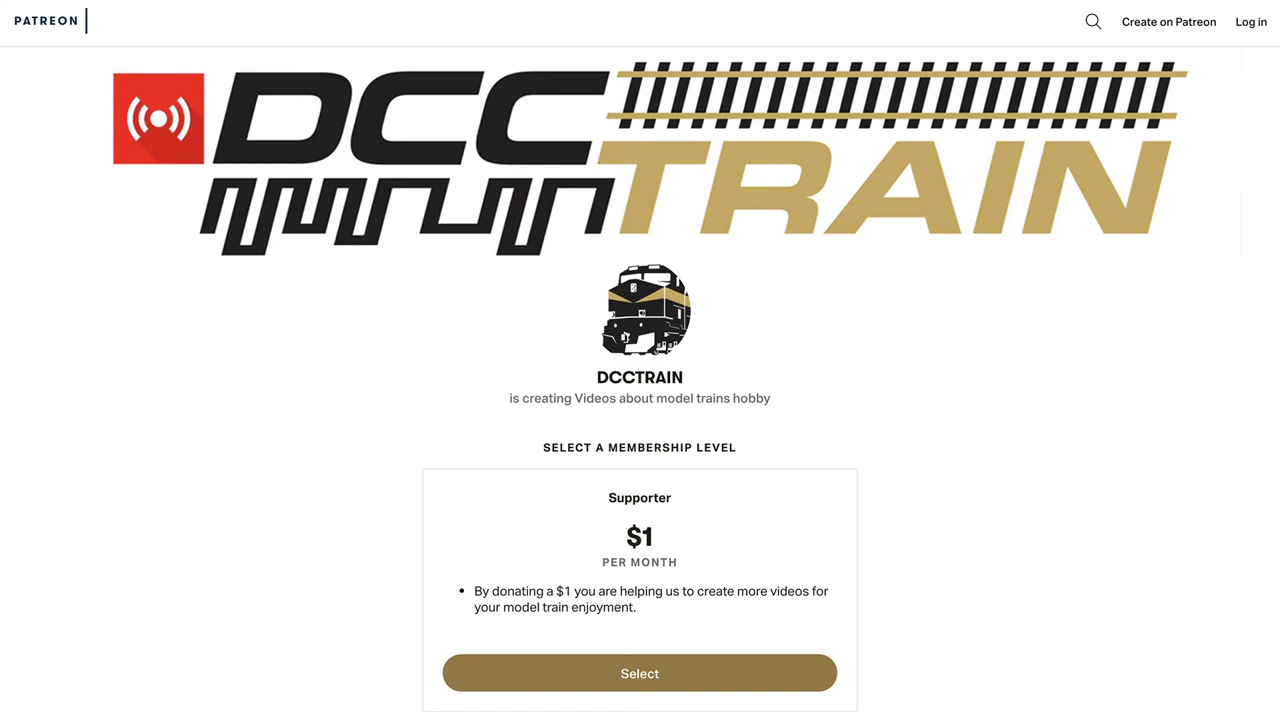 PATREON
Create on Patreon
Log in
DCC
TRAIN
DCCTRAIN
is creating Videos about model trains hobby
SELECT A MEMBERSHIP LEVEL
Supporter
$1
PER MONTH
• By donating a $1 you are helping us to create more videos for
your model train enjoyment.
Select